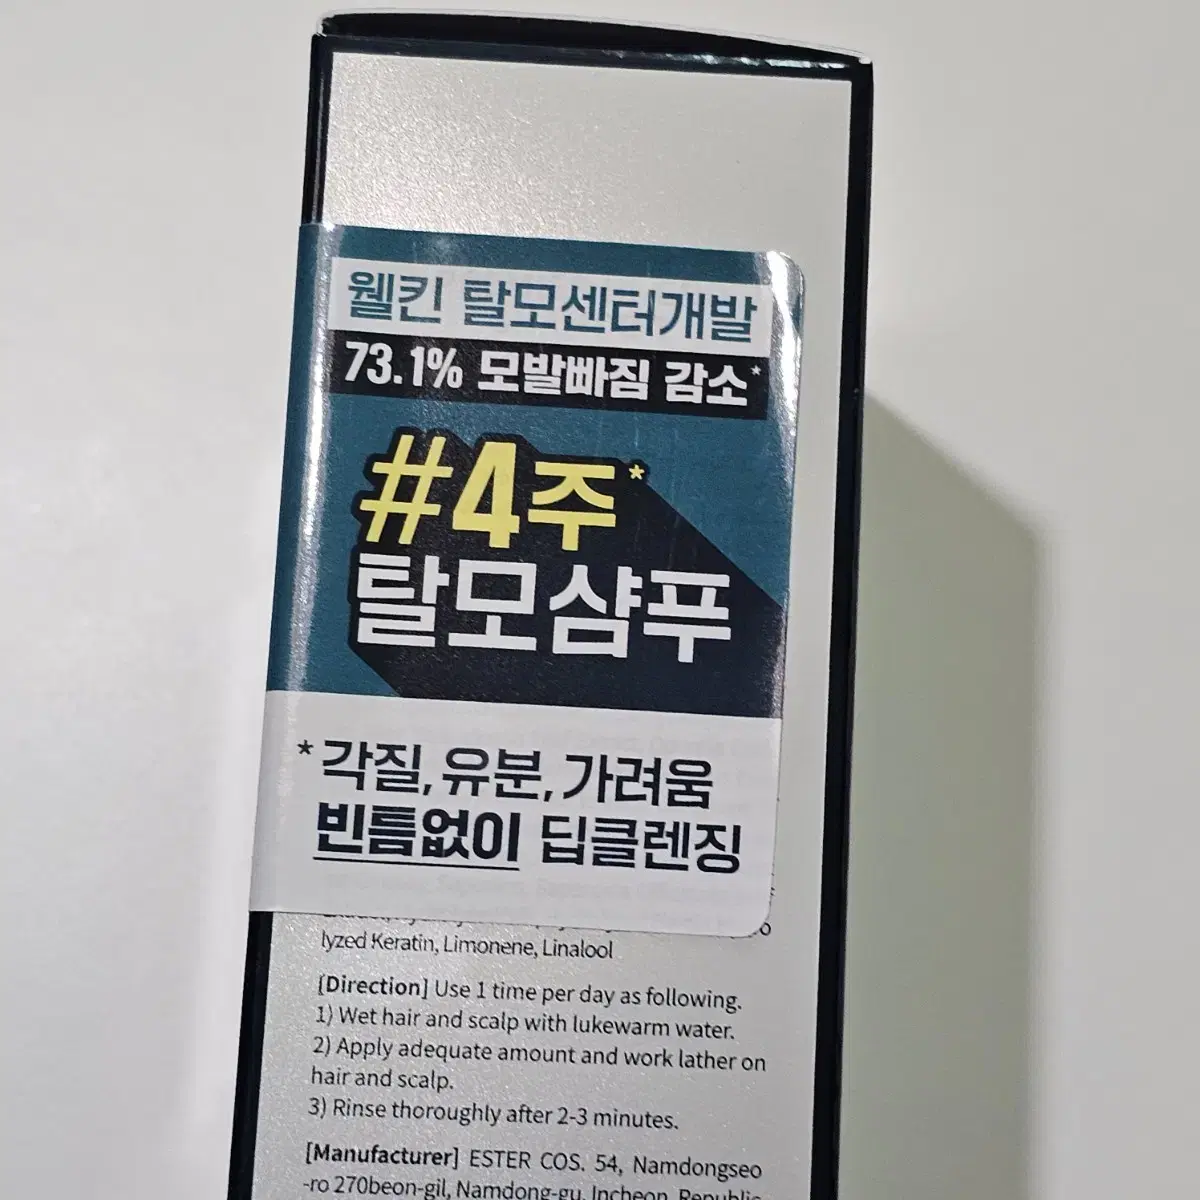 웰킨 탈모센터개발
73.1% 모발빠짐 감소*
#4주*
탈모샴푸
* 각질, 유분, 가려움
빈틈없이 딥클렌징
lyzed Keratin, Limonene, Linalool
[Direction] Use 1 time per day as following.
1) Wet hair and scalp with lukewarm water.
2) Apply adequate amount and work lather on
hair and scalp.
3) Rinse thoroughly after 2-3 minutes.
[Manufacturer] ESTER COS. 54, Namdongseo
-ro 270beon-gil, Namdong-gu, Incheon, Republic